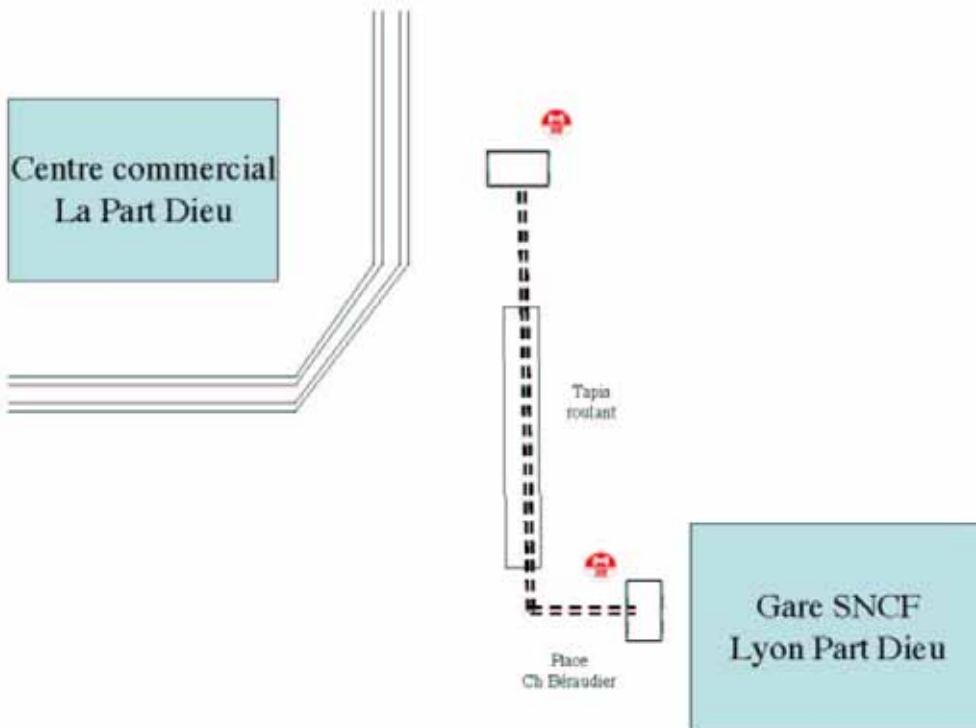 Centre commercial
La Part Dieu
Tapis
roulant
Place
Ch Béraudier
Gare SNCF
Lyon Part Dieu